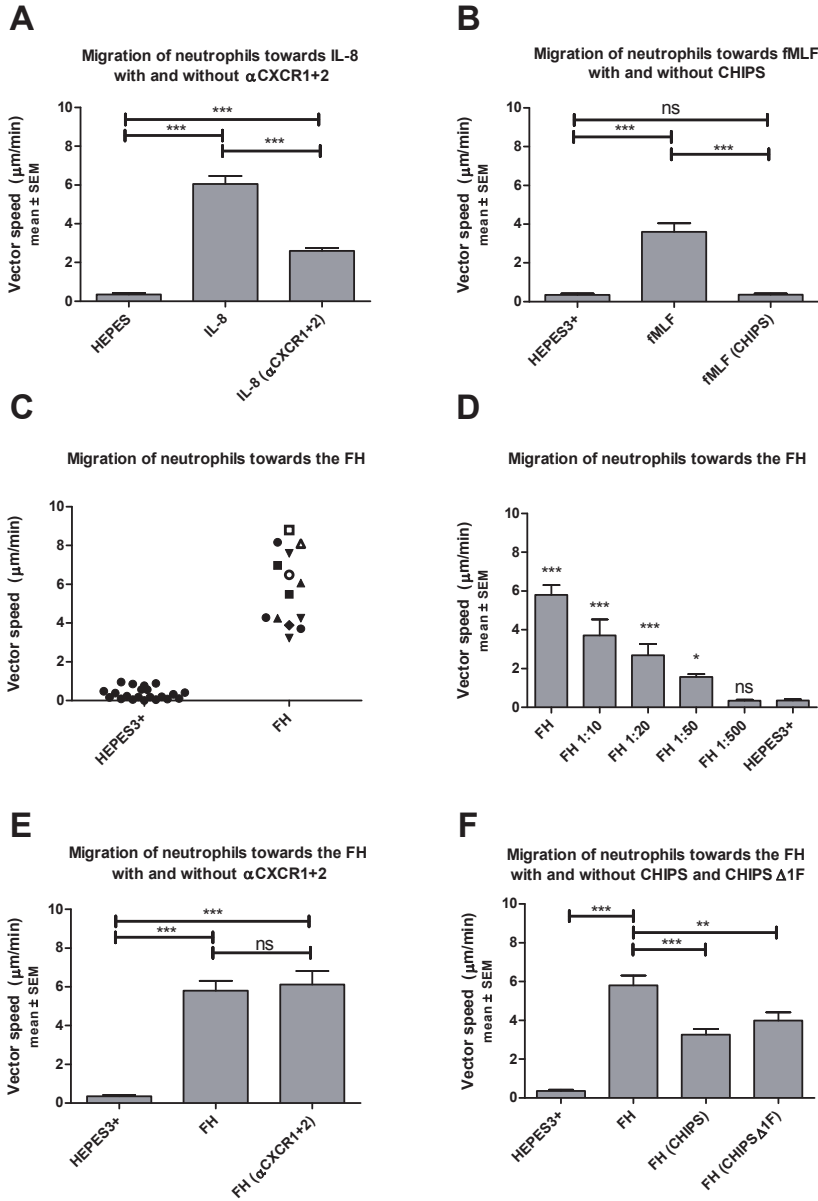 A
Migration of neutrophils towards IL-8
with and without αCXCR1+2
Vector speed (μm/min)
mean ± SEM
10
8
6
4
2
0
***
***
***
HEPES
IL-8
IL-8 (αCXCR1+2)
B
Migration of neutrophils towards fMLF
with and without CHIPS
Vector speed (μm/min)
mean ± SEM
10
8
6
4
2
0
ns
***
***
HEPES3+
fMLF
fMLF (CHIPS)
C
Migration of neutrophils towards the FH
Vector speed (μm/min)
10
8
6
4
2
0
HEPES3+
FH
D
Migration of neutrophils towards the FH
Vector speed (μm/min)
mean ± SEM
10
8
6
4
2
0
***
***
***
*
ns
FH
FH 1:10
FH 1:20
FH 1:50
FH 1:500
HEPES3+
E
Migration of neutrophils towards the FH
with and without αCXCR1+2
Vector speed (μm/min)
mean ± SEM
10
8
6
4
2
0
***
***
ns
HEPES3+
FH
FH (αCXCR1+2)
F
Migration of neutrophils towards the FH
with and without CHIPS and CHIPS Δ1F
Vector speed (μm/min)
mean ± SEM
10
8
6
4
2
0
***
**
***
HEPES3+
FH
FH (CHIPS)
FH (CHIPSΔ1F)